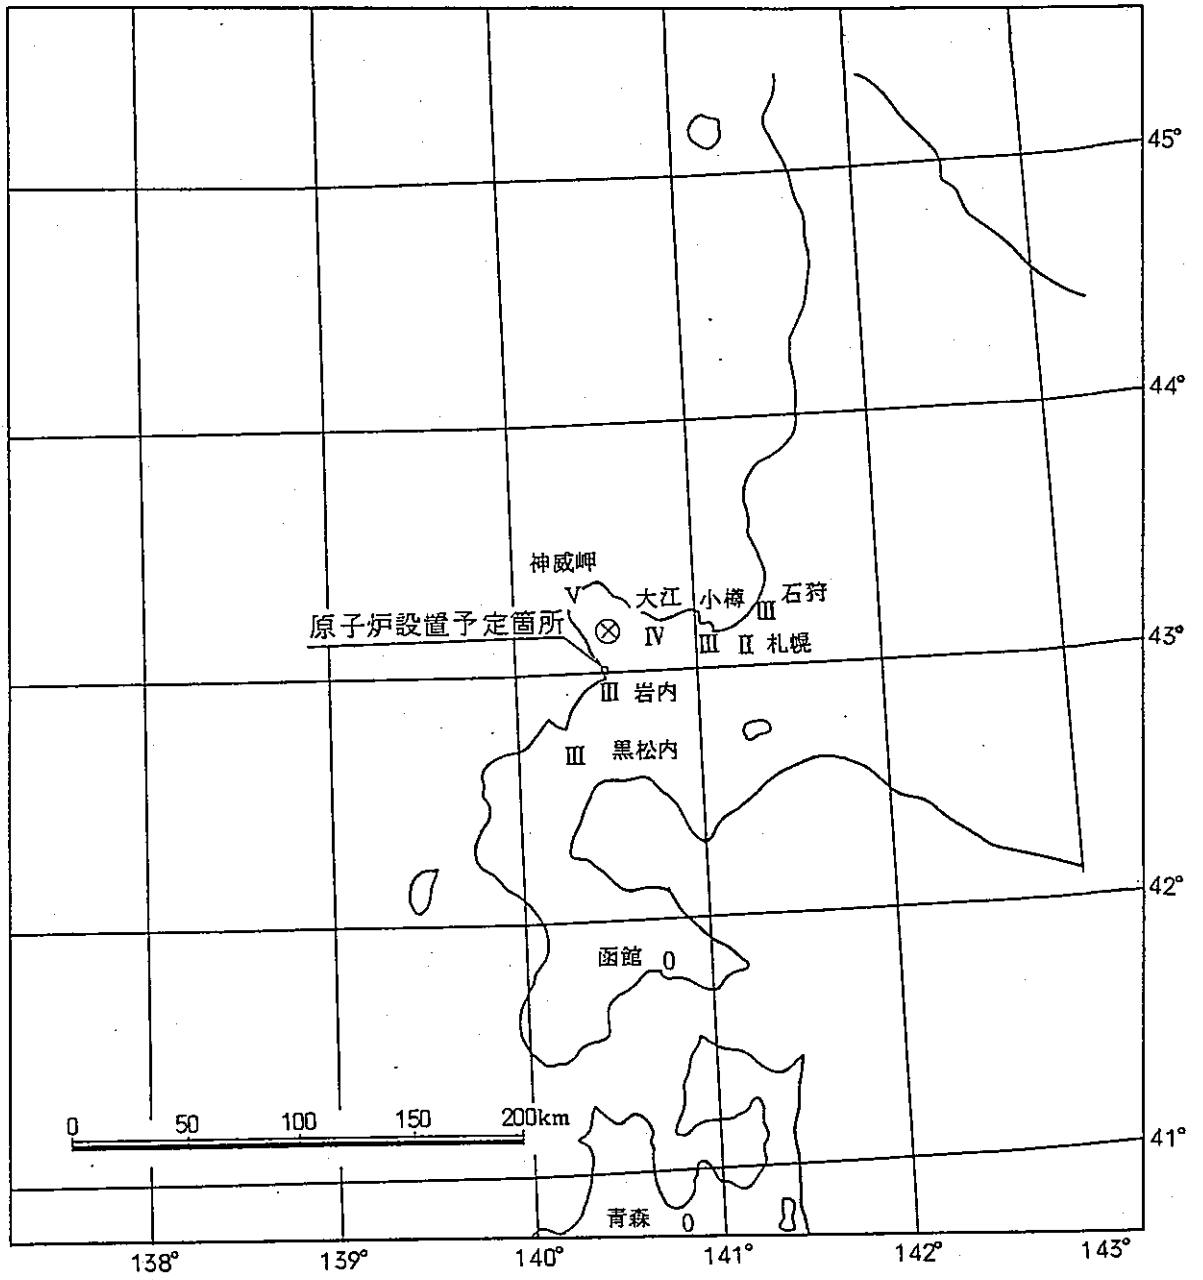 45°
44°
神威岬
V
大江 小樽 III 石狩
原子炉設置予定箇所
IV III II 札幌
43°
III 岩内
III 黒松内
42°
函館 0
0 50 100 150 200km
41°
青森 0
138° 139° 140° 141° 142° 143°